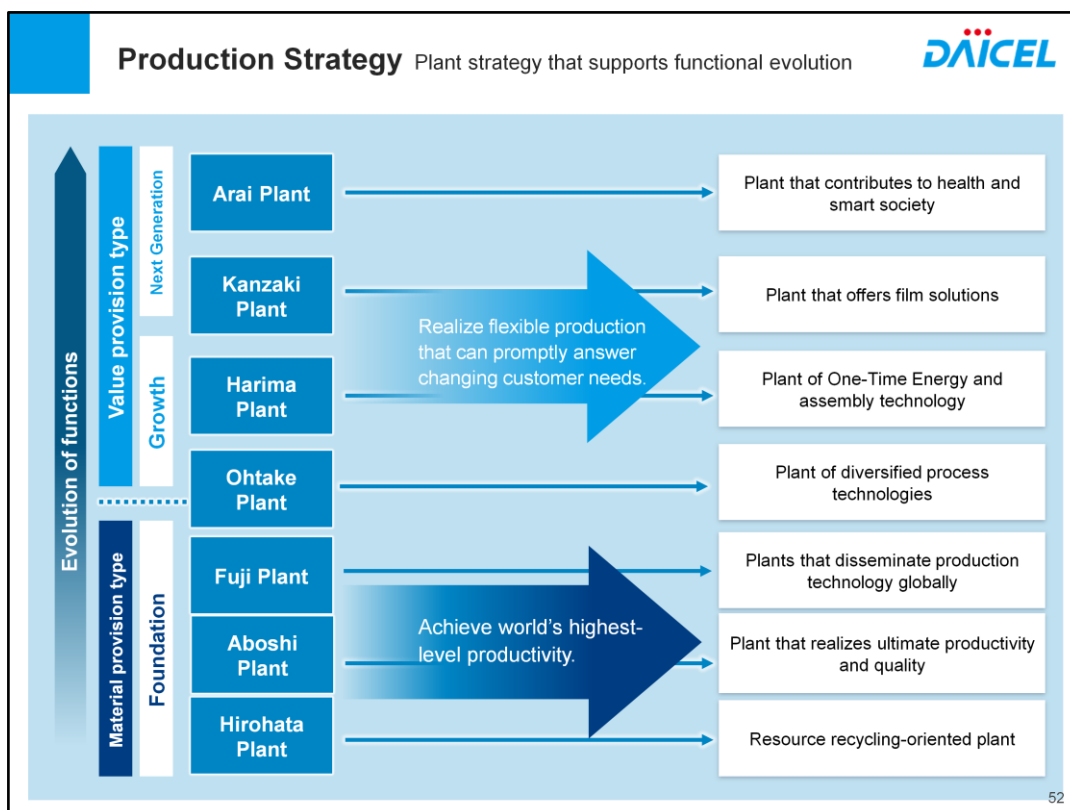 Production Strategy Plant strategy that supports functional evolution
DAICEL
Evolution of functions
Value provision type
Next Generation
Growth
Material provision type
Foundation
Arai Plant
Plant that contributes to health and
smart society
Kanzaki
Plant
Plant that offers film solutions
Realize flexible production
that can promptly answer
changing customer needs.
Harima
Plant
Plant of One-Time Energy and
assembly technology
Ohtake
Plant
Plant of diversified process
technologies
Fuji Plant
Plants that disseminate production
technology globally
Achieve world's highest-
level productivity.
Aboshi
Plant
Plant that realizes ultimate productivity
and quality
Hirohata
Plant
Resource recycling-oriented plant
52